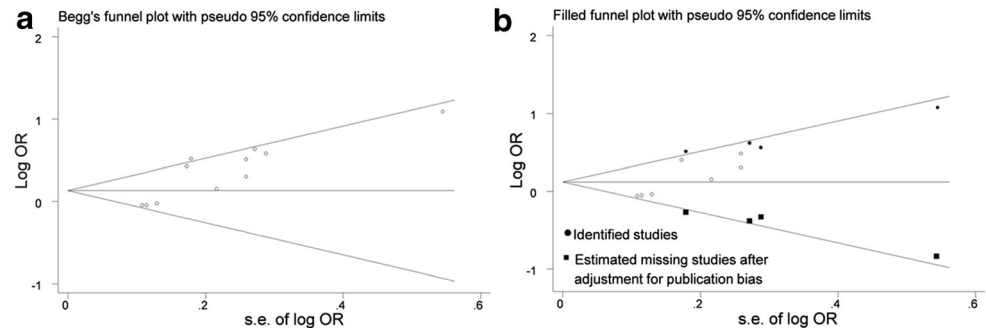 a
Begg's funnel plot with pseudo 95% confidence limits
2
1
0
-1
Log OR
0
.2
.4
.6
s.e. of log OR
b
Filled funnel plot with pseudo 95% confidence limits
2
1
0
-1
Log OR
Identified studies
Estimated missing studies after
adjustment for publication bias
0
.2
.4
.6
s.e. of log OR